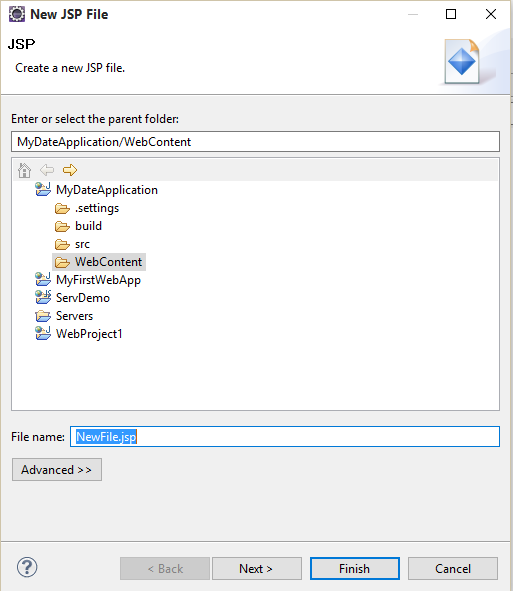 New JSP File
JSP
Create a new JSP file.
Enter or select the parent folder:
MyDateApplication/WebContent
MyDateApplication
.settings
build
src
WebContent
MyFirstWebApp
ServDemo
Servers
WebProject1
File name: NewFile.jsp
Advanced >>
? < Back Next > Finish Cancel